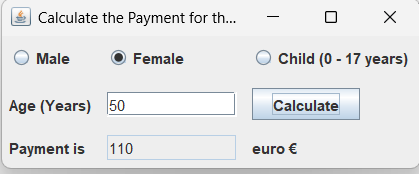 Calculate the Payment for th...
Male Female Child (0 - 17 years)
Age (Years) 50 Calculate
Payment is 110 euro €